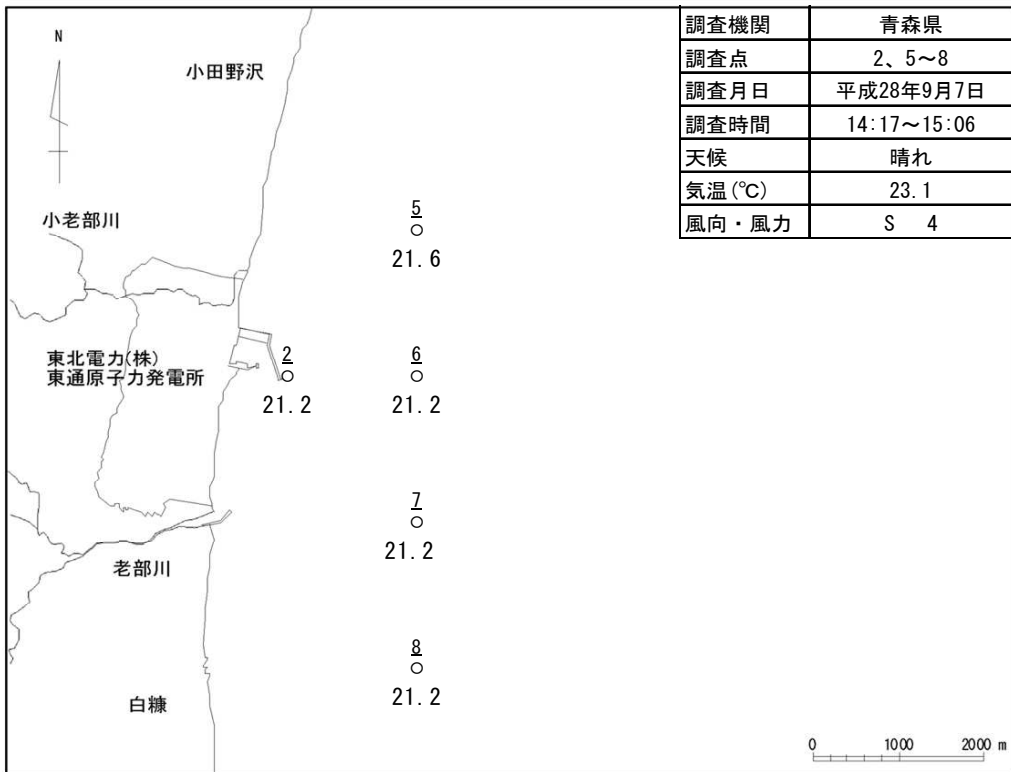 調査機関 青森県
調査点 2、5～8
調査月日 平成28年9月7日
調査時間 14:17～15:06
天候 晴れ
気温(℃) 23.1
風向・風力 S 4
N
小田野沢
小老部川
5
21.6
東北電力(株)
東通原子力発電所
2
21.2
6
21.2
7
21.2
老部川
8
21.2
白糠
0 1000 2000 m